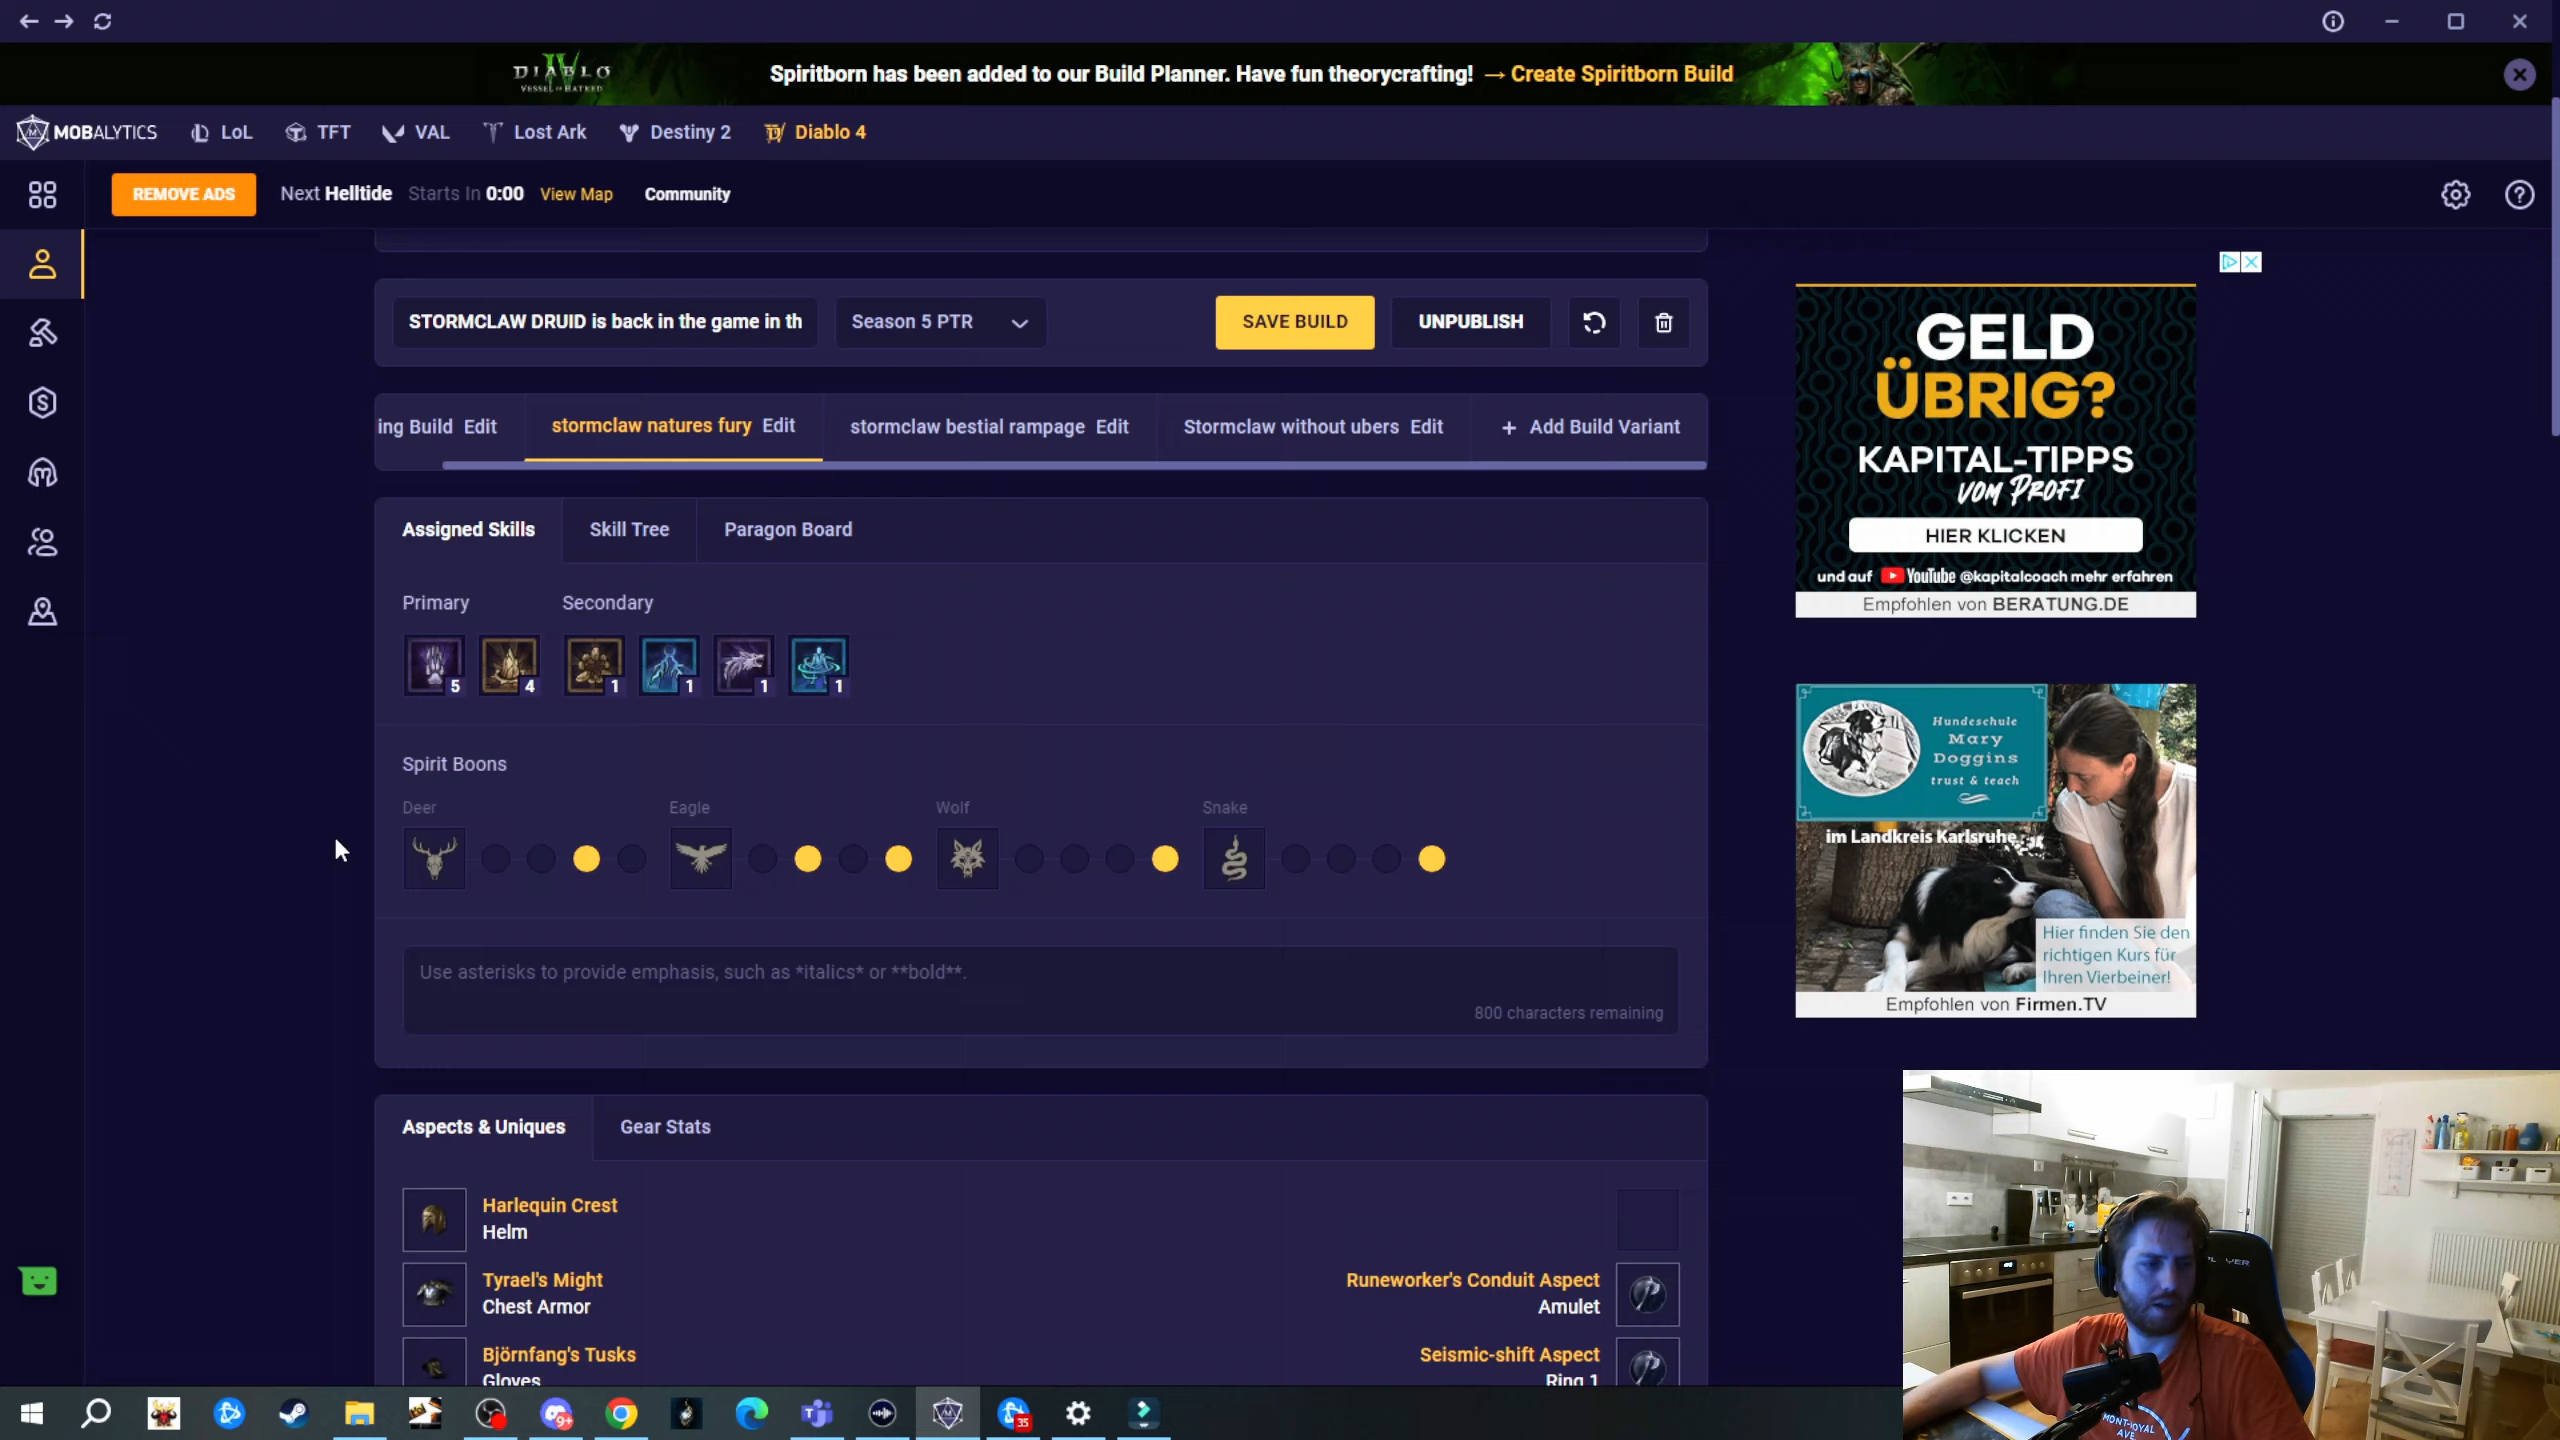 DIABLO
VESSEL OF HATRED
Spiritborn has been added to our Build Planner. Have fun theorycrafting! → Create Spiritborn Build
MOBALYTICS LoL TFT VAL Lost Ark Destiny 2 Diablo 4
REMOVE ADS Next Helltide Starts In 0:00 View Map Community
STORMCLAW DRUID is back in the game in th Season 5 PTR SAVE BUILD UNPUBLISH
ing Build Edit stormclaw natures fury Edit stormclaw bestial rampage Edit Stormclaw without ubers Edit + Add Build Variant
Assigned Skills Skill Tree Paragon Board
Primary Secondary
5 4 1 1 1 1
Spirit Boons
Deer Eagle Wolf Snake
Use asterisks to provide emphasis, such as *italics* or **bold**.
800 characters remaining
Aspects & Uniques Gear Stats
Harlequin Crest
Helm
Tyrael's Might
Chest Armor
Runeworker's Conduit Aspect
Amulet
Björnfang's Tusks
Gloves
Seismic-shift Aspect
Ring 1
GELD
ÜBRIG?
KAPITAL-TIPPS
VOM PROFI
HIER KLICKEN
und auf YouTube @kapitalcoach mehr erfahren
Empfohlen von BERATUNG.DE
Hundeschule
Mary
Doggins
trust & teach
im Landkreis Karlsruhe
Hier finden Sie den
richtigen Kurs für
Ihren Vierbeiner!
Empfohlen von Firmen.TV
9+
35
MONT-ROYAL
AVE.